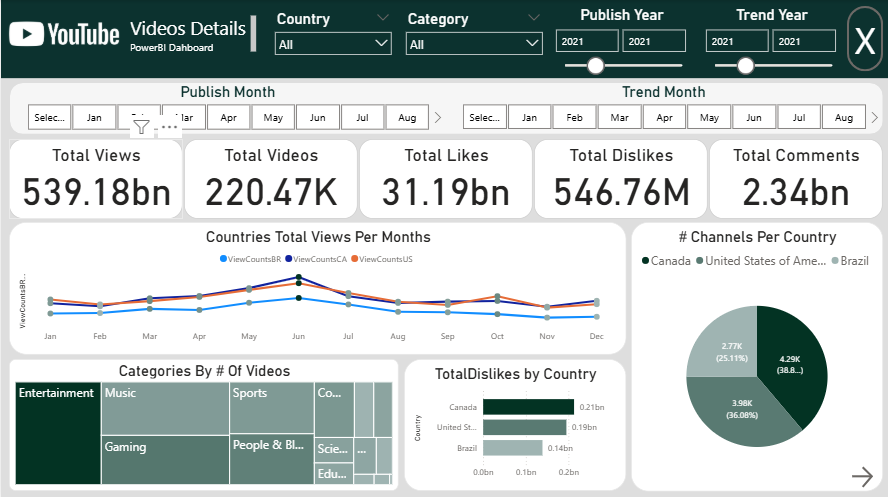 YouTube
Videos Details
PowerBI Dahboard
Country
All
Category
All
Publish Year
2021 2021
Trend Year
2021 2021
X
Publish Month
Selec... Jan Mar Apr May Jun Jul Aug
Trend Month
Selec... Jan Feb Mar Apr May Jun Jul Aug
Total Views
539.18bn
Total Videos
220.47K
Total Likes
31.19bn
Total Dislikes
546.76M
Total Comments
2.34bn
Countries Total Views Per Months
ViewCountsBR ViewCountsCA ViewCountsUS
ViewCountsBR...
Jan Feb Mar Apr May Jun Jul Aug Sep Oct Nov Dec
# Channels Per Country
Canada United States of Ame... Brazil
2.77K
(25.11%)
4.29K
(38.8...)
3.98K
(36.08%)
Categories By # Of Videos
Entertainment
Music
Gaming
Sports
People & Bl...
Co...
Scie...
...
Edu...
TotalDislikes by Country
Country
Canada 0.21bn
United St... 0.19bn
Brazil 0.14bn
0.0bn 0.1bn 0.2bn